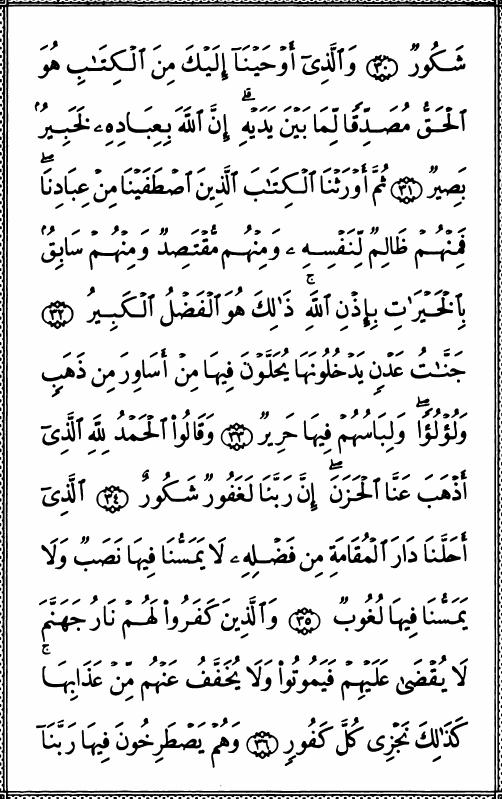 شَكُورٌ ﴿٣٠﴾ وَٱلَّذِىٓ أَوْحَيْنَآ إِلَيْكَ مِنَ ٱلْكِتَـٰبِ هُوَ
ٱلْحَقُّ مُصَدِّقًا لِّمَا بَيْنَ يَدَيْهِ ۗ إِنَّ ٱللَّهَ بِعِبَادِهِۦ لَخَبِيرٌۢ
بَصِيرٌ ﴿٣١﴾ ثُمَّ أَوْرَثْنَا ٱلْكِتَـٰبَ ٱلَّذِينَ ٱصْطَفَيْنَا مِنْ عِبَادِنَا ۖ
فَمِنْهُمْ ظَالِمٌ لِّنَفْسِهِۦ وَمِنْهُم مُّقْتَصِدٌ وَمِنْهُمْ سَابِقٌۢ
بِٱلْخَيْرَٰتِ بِإِذْنِ ٱللَّهِ ۚ ذَٰلِكَ هُوَ ٱلْفَضْلُ ٱلْكَبِيرُ ﴿٣٢﴾
جَنَّـٰتُ عَدْنٍ يَدْخُلُونَهَا يُحَلَّوْنَ فِيهَا مِنْ أَسَاوِرَ مِن ذَهَبٍ
وَلُؤْلُؤًا ۖ وَلِبَاسُهُمْ فِيهَا حَرِيرٌ ﴿٣٣﴾ وَقَالُوا۟ ٱلْحَمْدُ لِلَّهِ ٱلَّذِىٓ
أَذْهَبَ عَنَّا ٱلْحَزَنَ ۖ إِنَّ رَبَّنَا لَغَفُورٌ شَكُورٌ ﴿٣٤﴾ ٱلَّذِىٓ
أَحَلَّنَا دَارَ ٱلْمُقَامَةِ مِن فَضْلِهِۦ لَا يَمَسُّنَا فِيهَا نَصَبٌ وَلَا
يَمَسُّنَا فِيهَا لُغُوبٌ ﴿٣٥﴾ وَٱلَّذِينَ كَفَرُوا۟ لَهُمْ نَارُ جَهَنَّمَ
لَا يُقْضَىٰ عَلَيْهِمْ فَيَمُوتُوا۟ وَلَا يُخَفَّفُ عَنْهُم مِّنْ عَذَابِهَا ۚ
كَذَٰلِكَ نَجْزِى كُلَّ كَفُورٍ ﴿٣٦﴾ وَهُمْ يَصْطَرِخُونَ فِيهَا رَبَّنَآ